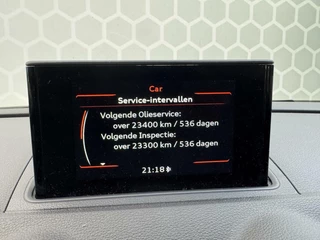 Car
Service-intervallen
Volgende Olieservice:
over 23400 km / 536 dagen
Volgende Inspectie:
over 23300 km / 536 dagen
21:18